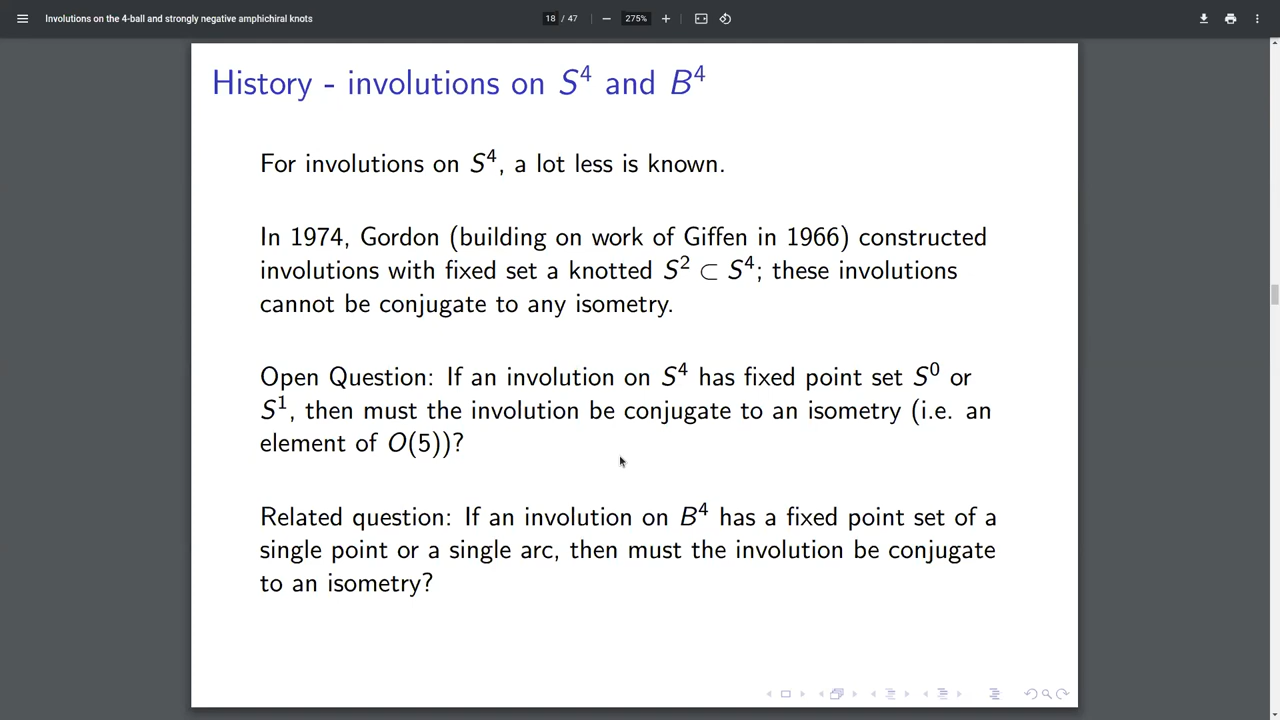 Involutions on the 4-ball and strongly negative amphichiral knots
18 / 47
275%
History - involutions on S⁴ and B⁴
For involutions on S⁴, a lot less is known.
In 1974, Gordon (building on work of Giffen in 1966) constructed
involutions with fixed set a knotted S² ⊂ S⁴; these involutions
cannot be conjugate to any isometry.
Open Question: If an involution on S⁴ has fixed point set S⁰ or
S¹, then must the involution be conjugate to an isometry (i.e. an
element of O(5))?
Related question: If an involution on B⁴ has a fixed point set of a
single point or a single arc, then must the involution be conjugate
to an isometry?